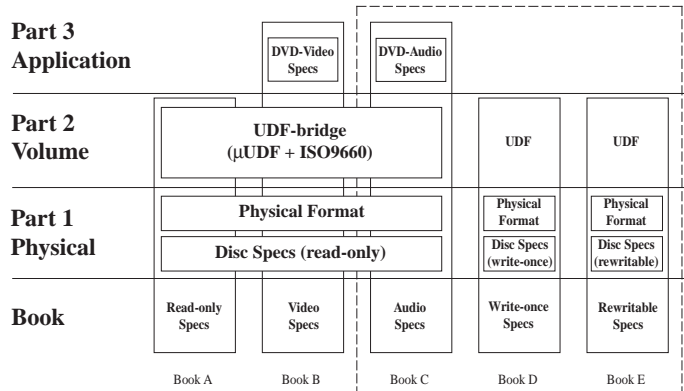 Part 3
Application
DVD-Video
Specs
DVD-Audio
Specs
Part 2
Volume
UDF-bridge
(µUDF + ISO9660)
UDF
UDF
Part 1
Physical
Physical Format
Physical
Format
Physical
Format
Disc Specs (read-only)
Disc Specs
(write-once)
Disc Specs
(rewritable)
Book
Read-only
Specs
Video
Specs
Audio
Specs
Write-once
Specs
Rewritable
Specs
Book A
Book B
Book C
Book D
Book E